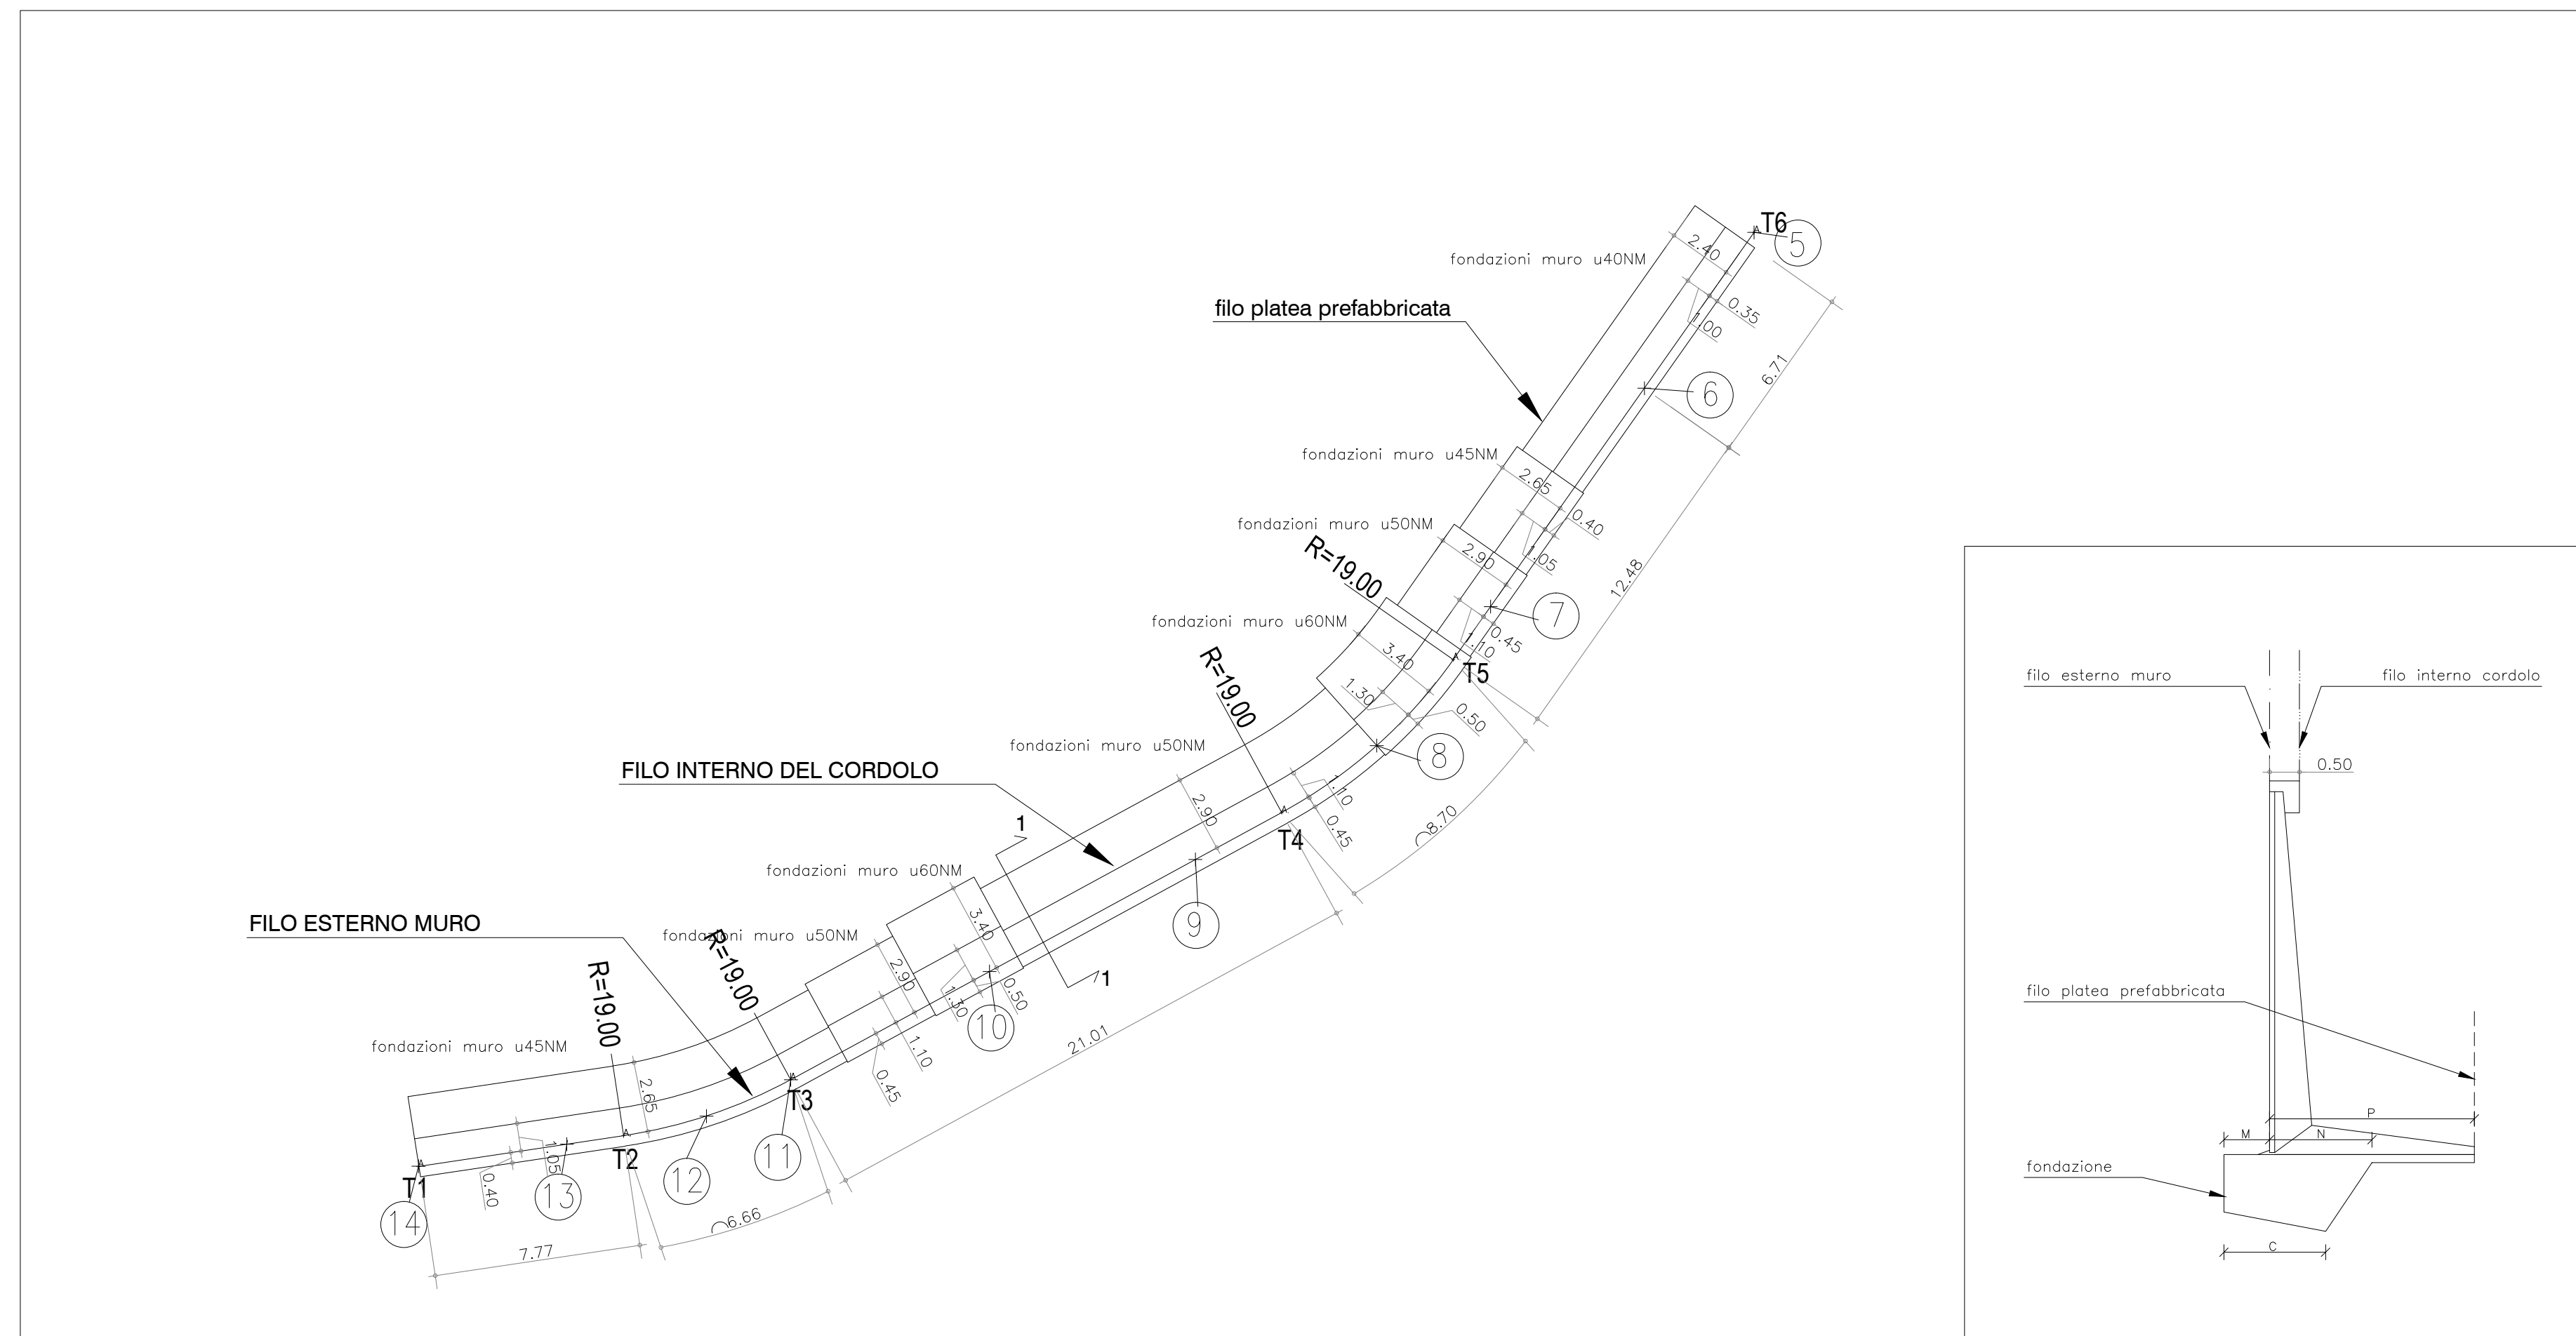 T6
5
2.40
fondazioni muro u40NM
filo platea prefabbricata
0.35
1.00
6.71
6
fondazioni muro u45NM
2.65
0.40
1.05
fondazioni muro u50NM
2.90
R=19.00
12.48
7
fondazioni muro u60NM
0.45
1.10
3.40
T5
R=19.00
1.30
0.50
fondazioni muro u50NM
8
FILO INTERNO DEL CORDOLO
2.90
1.10
0.45
8.70
T4
1
fondazioni muro u60NM
3.40
9
FILO ESTERNO MURO
fondazioni muro u50NM
R=19.00
2.90
1
R=19.00
1.30
0.50
10
21.01
1.10
fondazioni muro u45NM
2.65
0.45
T3
11
1.05
T2
12
0.40
13
T1
14
6.66
7.77
filo esterno muro
filo interno cordolo
0.50
filo platea prefabbricata
P
M
N
fondazione
C